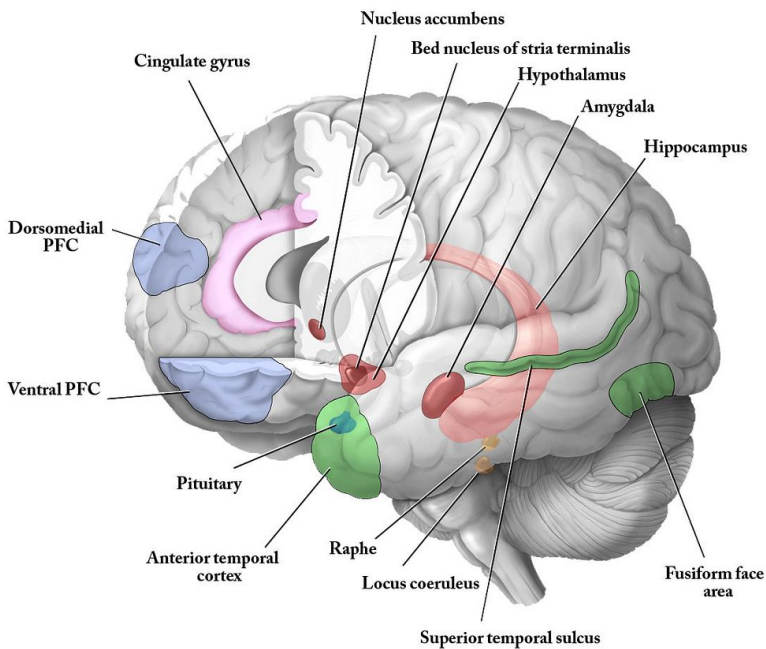 Nucleus accumbens
Bed nucleus of stria terminalis
Cingulate gyrus
Hypothalamus
Amygdala
Hippocampus
Dorsomedial
PFC
Ventral PFC
Pituitary
Anterior temporal
cortex
Raphe
Locus coeruleus
Fusiform face
area
Superior temporal sulcus